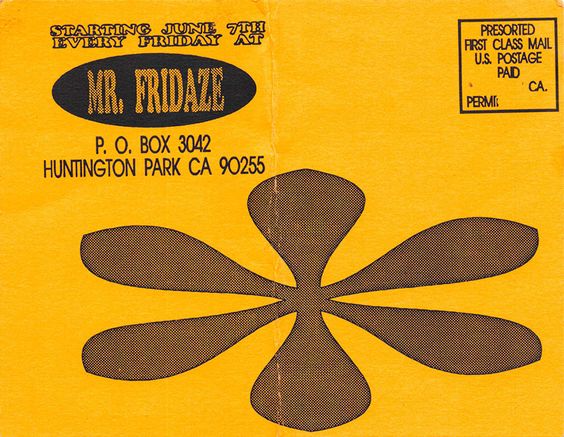 STARTING JUNE 7TH
EVERY FRIDAY AT
MR. FRIDAZE
P. O. BOX 3042
HUNTINGTON PARK CA 90255
PRESORTED
FIRST CLASS MAIL
U.S. POSTAGE
PAID
CA.
PERMIT: